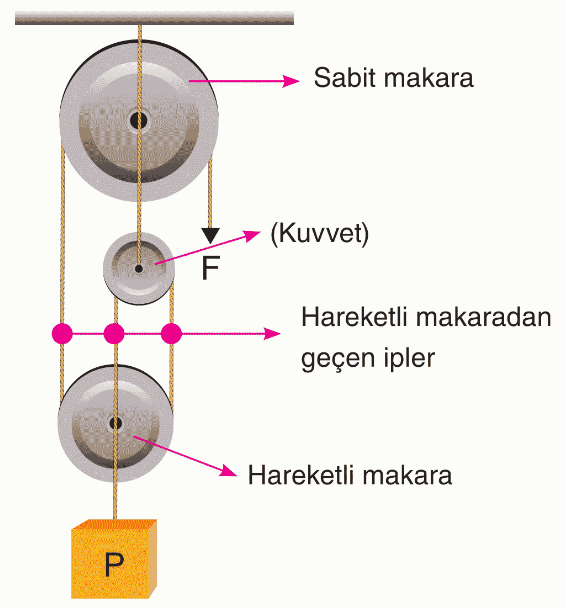 Sabit makara
(Kuvvet)
F
Hareketli makaradan
geçen ipler
Hareketli makara
P